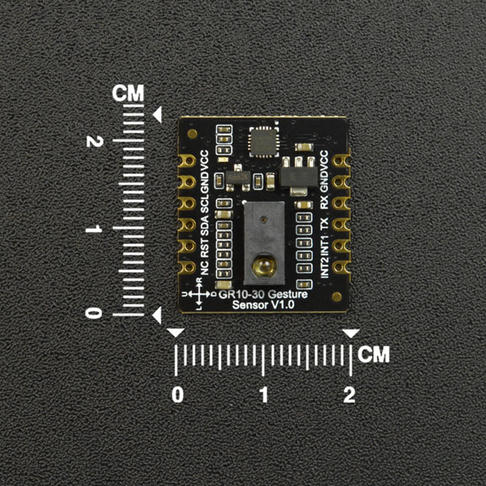 CM
2
1
0
NC RST SDA SCL GND VCC
INT2 INT1 TX RX GND VCC
R
U D
L
GR10-30 Gesture
Sensor V1.0
CM
0 1 2